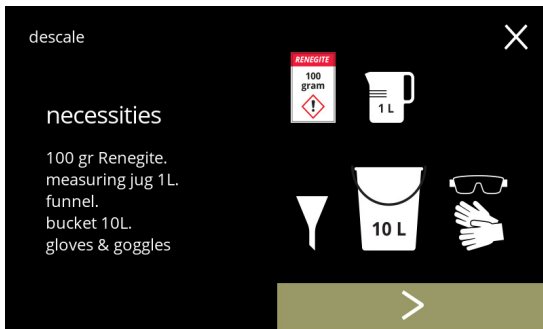 descale
necessities
100 gr Renegite.
measuring jug 1L.
funnel.
bucket 10L.
gloves & goggles
RENEGITE
100
gram
!
1 L
10 L